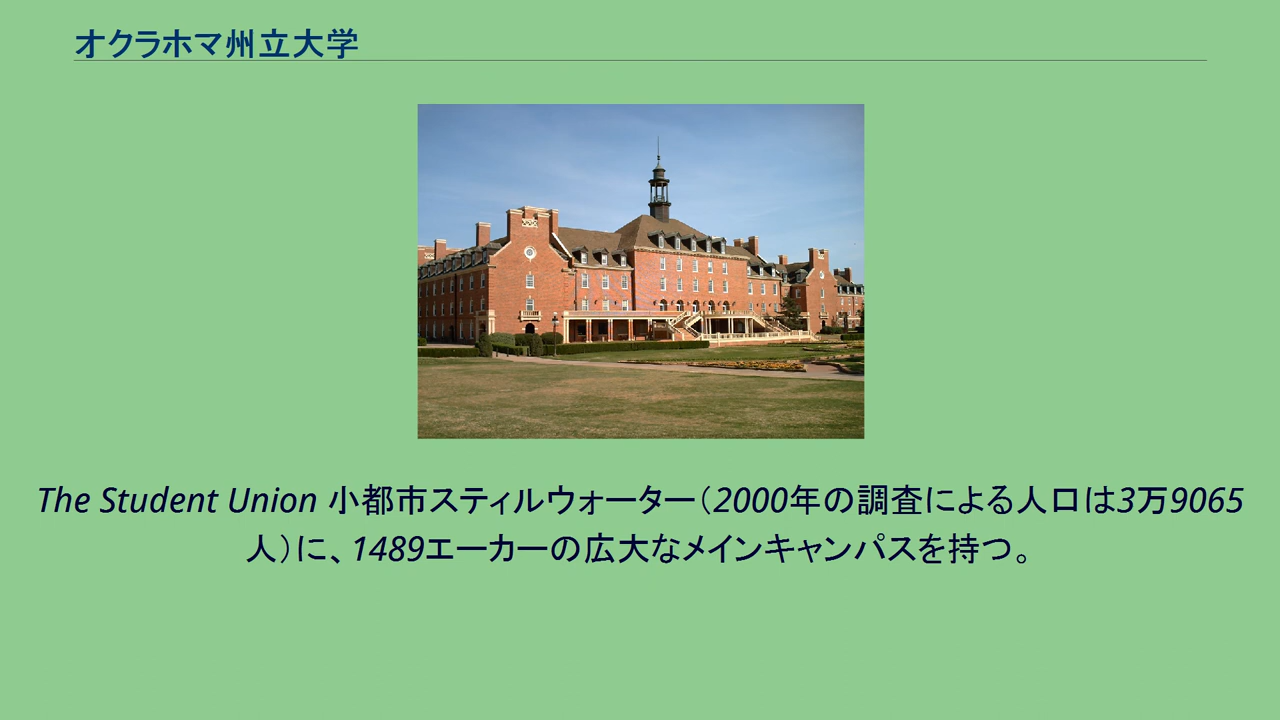 オクラホマ州立大学
The Student Union 小都市スティルウォーター（2000年の調査による人口は3万9065
人）に、1489エーカーの広大なメインキャンパスを持つ。